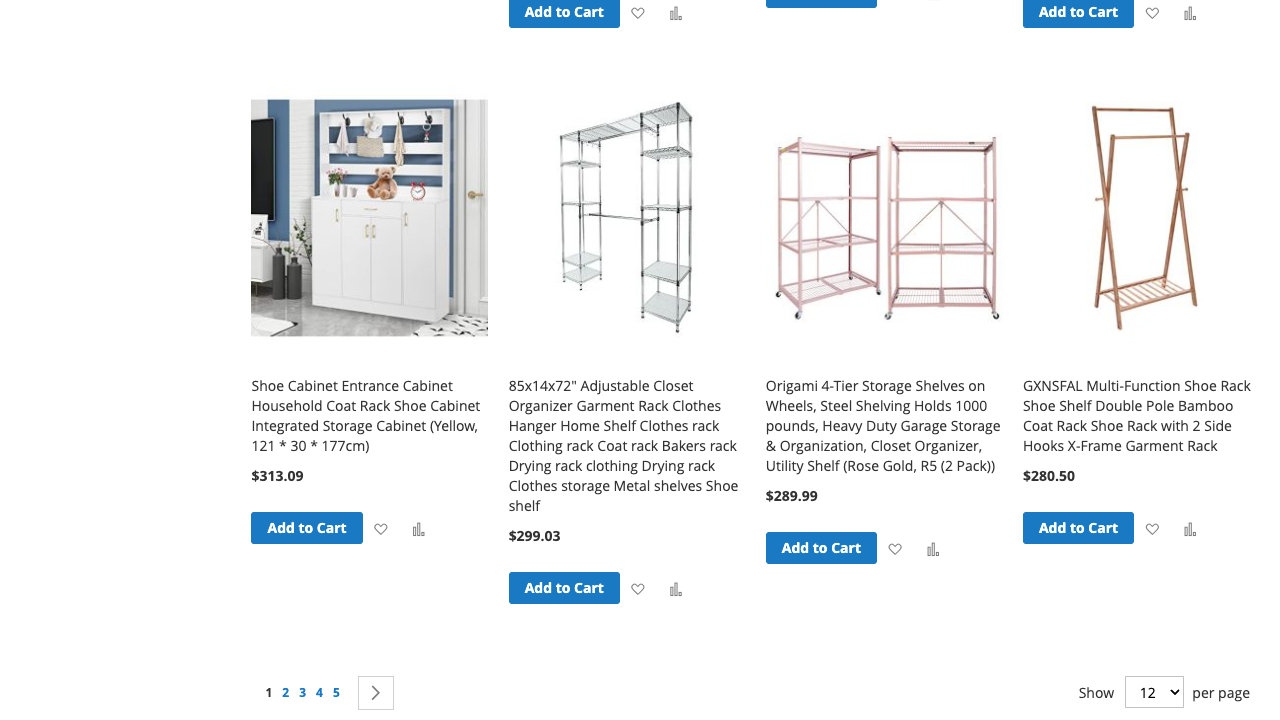 Add to Cart
Add to Cart
Shoe Cabinet Entrance Cabinet
Household Coat Rack Shoe Cabinet
Integrated Storage Cabinet (Yellow,
121 * 30 * 177cm)
$313.09
Add to Cart
85x14x72" Adjustable Closet
Organizer Garment Rack Clothes
Hanger Home Shelf Clothes rack
Clothing rack Coat rack Bakers rack
Drying rack clothing Drying rack
Clothes storage Metal shelves Shoe
shelf
$299.03
Add to Cart
Origami 4-Tier Storage Shelves on
Wheels, Steel Shelving Holds 1000
pounds, Heavy Duty Garage Storage
& Organization, Closet Organizer,
Utility Shelf (Rose Gold, R5 (2 Pack))
$289.99
Add to Cart
GXNSFAL Multi-Function Shoe Rack
Shoe Shelf Double Pole Bamboo
Coat Rack Shoe Rack with 2 Side
Hooks X-Frame Garment Rack
$280.50
Add to Cart
1 2 3 4 5
Show 12 per page